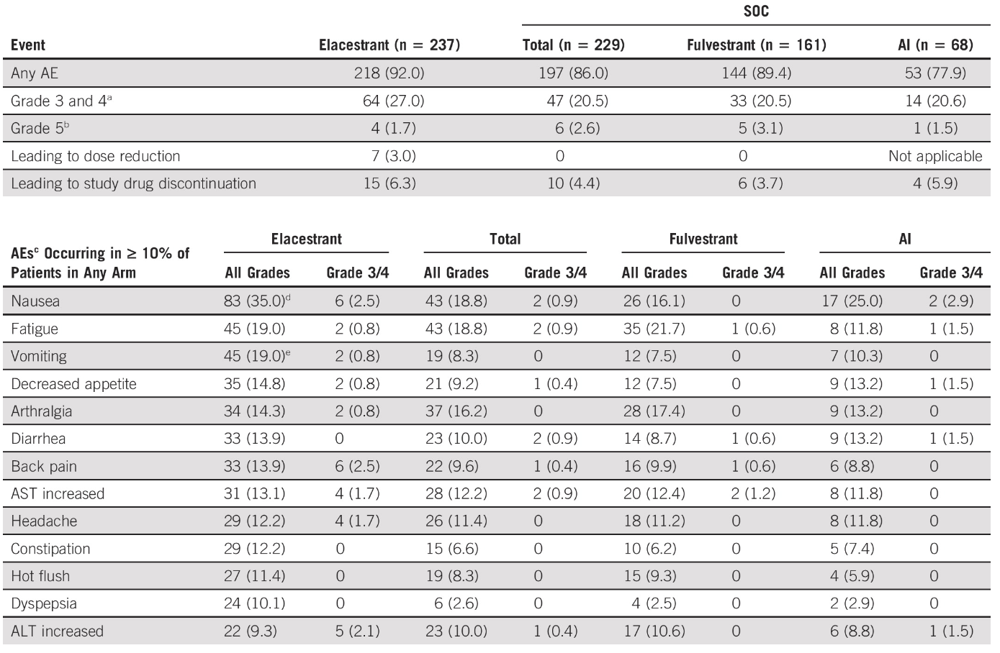 SOC
Event Elacestrant (n = 237) Total (n = 229) Fulvestrant (n = 161) AI (n = 68)
Any AE 218 (92.0) 197 (86.0) 144 (89.4) 53 (77.9)
Grade 3 and 4ᵃ 64 (27.0) 47 (20.5) 33 (20.5) 14 (20.6)
Grade 5ᵇ 4 (1.7) 6 (2.6) 5 (3.1) 1 (1.5)
Leading to dose reduction 7 (3.0) 0 0 Not applicable
Leading to study drug discontinuation 15 (6.3) 10 (4.4) 6 (3.7) 4 (5.9)
Elacestrant Total Fulvestrant AI
AEsᶜ Occurring in ≥ 10% of
Patients in Any Arm All Grades Grade 3/4 All Grades Grade 3/4 All Grades Grade 3/4 All Grades Grade 3/4
Nausea 83 (35.0)ᵈ 6 (2.5) 43 (18.8) 2 (0.9) 26 (16.1) 0 17 (25.0) 2 (2.9)
Fatigue 45 (19.0) 2 (0.8) 43 (18.8) 2 (0.9) 35 (21.7) 1 (0.6) 8 (11.8) 1 (1.5)
Vomiting 45 (19.0)ᵉ 2 (0.8) 19 (8.3) 0 12 (7.5) 0 7 (10.3) 0
Decreased appetite 35 (14.8) 2 (0.8) 21 (9.2) 1 (0.4) 12 (7.5) 0 9 (13.2) 1 (1.5)
Arthralgia 34 (14.3) 2 (0.8) 37 (16.2) 0 28 (17.4) 0 9 (13.2) 0
Diarrhea 33 (13.9) 0 23 (10.0) 2 (0.9) 14 (8.7) 1 (0.6) 9 (13.2) 1 (1.5)
Back pain 33 (13.9) 6 (2.5) 22 (9.6) 1 (0.4) 16 (9.9) 1 (0.6) 6 (8.8) 0
AST increased 31 (13.1) 4 (1.7) 28 (12.2) 2 (0.9) 20 (12.4) 2 (1.2) 8 (11.8) 0
Headache 29 (12.2) 4 (1.7) 26 (11.4) 0 18 (11.2) 0 8 (11.8) 0
Constipation 29 (12.2) 0 15 (6.6) 0 10 (6.2) 0 5 (7.4) 0
Hot flush 27 (11.4) 0 19 (8.3) 0 15 (9.3) 0 4 (5.9) 0
Dyspepsia 24 (10.1) 0 6 (2.6) 0 4 (2.5) 0 2 (2.9) 0
ALT increased 22 (9.3) 5 (2.1) 23 (10.0) 1 (0.4) 17 (10.6) 0 6 (8.8) 1 (1.5)